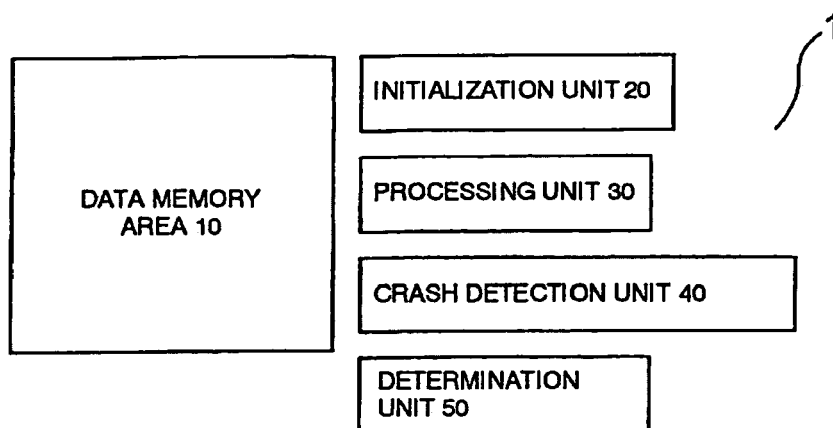 INITIALIZATION UNIT 20
DATA MEMORY
AREA 10
PROCESSING UNIT 30
CRASH DETECTION UNIT 40
DETERMINATION
UNIT 50